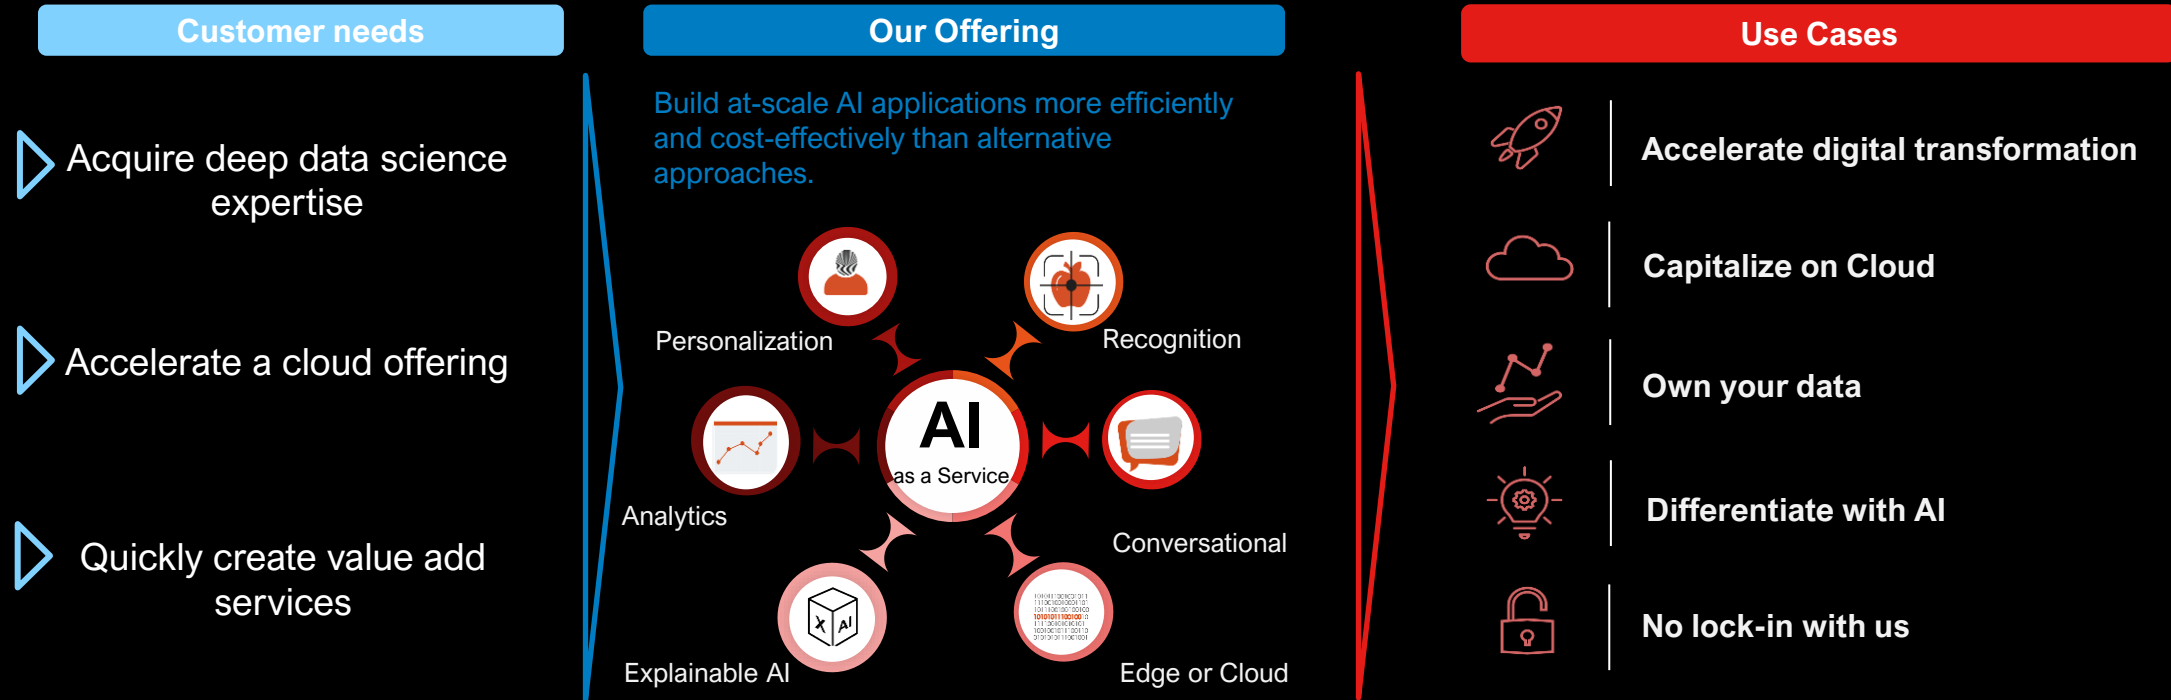 Customer needs
Acquire deep data science
expertise
Accelerate a cloud offering
Quickly create value add
services
Our Offering
Build at-scale AI applications more efficiently
and cost-effectively than alternative
approaches.
Personalization
Recognition
AI
as a Service
Analytics
Conversational
X AI
Explainable AI
Edge or Cloud
Use Cases
Accelerate digital transformation
Capitalize on Cloud
Own your data
Differentiate with AI
No lock-in with us